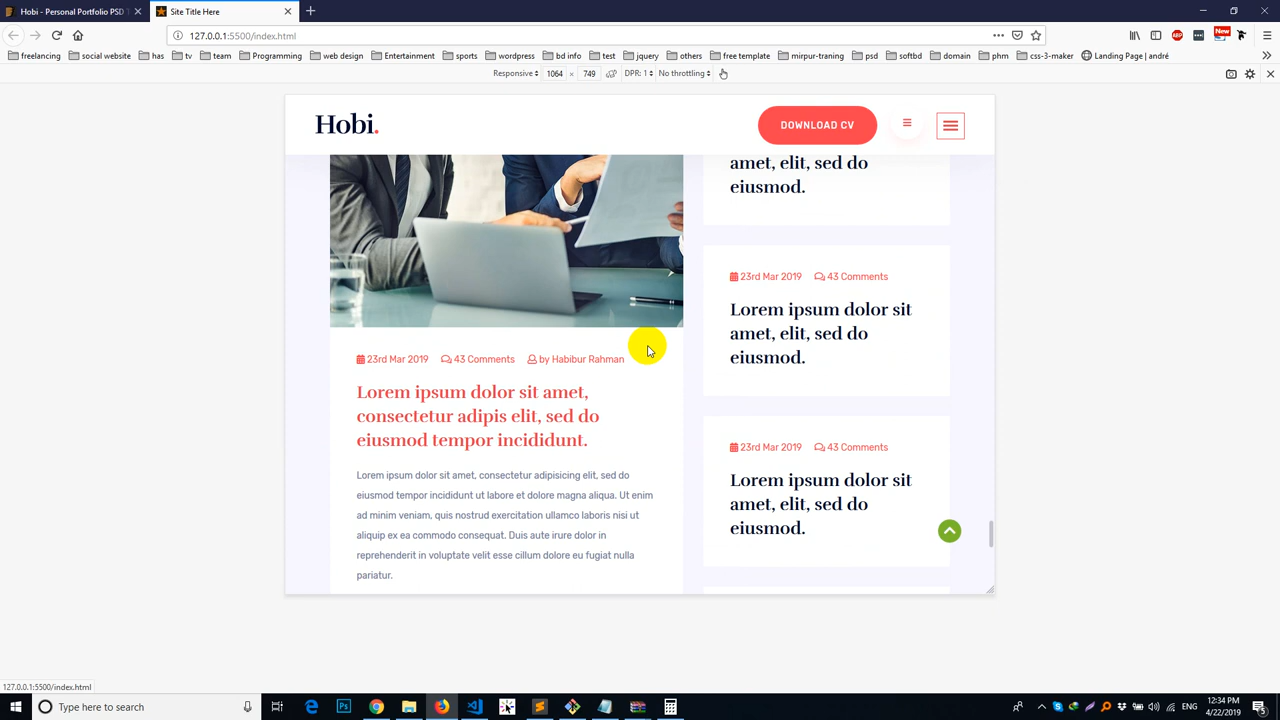 Hobi - Personal Portfolio PSD T
Site Title Here
127.0.0.1:5500/index.html
freelancing
social website
has
tv
team
Programming
web design
Entertainment
sports
wordpress
bd info
test
jquery
others
free template
mirpur-traning
psd
softbd
domain
phm
css-3-maker
Landing Page | andré
New
ABP
Responsive
1064 × 749
DPR: 1
No throttling
Hobi.
DOWNLOAD CV
amet, elit, sed do
eiusmod.
23rd Mar 2019 43 Comments
Lorem ipsum dolor sit
amet, elit, sed do
eiusmod.
23rd Mar 2019 43 Comments by Habibur Rahman
Lorem ipsum dolor sit amet,
consectetur adipis elit, sed do
eiusmod tempor incididunt.
Lorem ipsum dolor sit amet, consectetur adipisicing elit, sed do
eiusmod tempor incididunt ut labore et dolore magna aliqua. Ut enim
ad minim veniam, quis nostrud exercitation ullamco laboris nisi ut
aliquip ex ea commodo consequat. Duis aute irure dolor in
reprehenderit in voluptate velit esse cillum dolore eu fugiat nulla
pariatur.
23rd Mar 2019 43 Comments
Lorem ipsum dolor sit
amet, elit, sed do
eiusmod.
127.0.0.1:5500/index.html
Type here to search
ENG
12:34 PM
4/22/2019
5